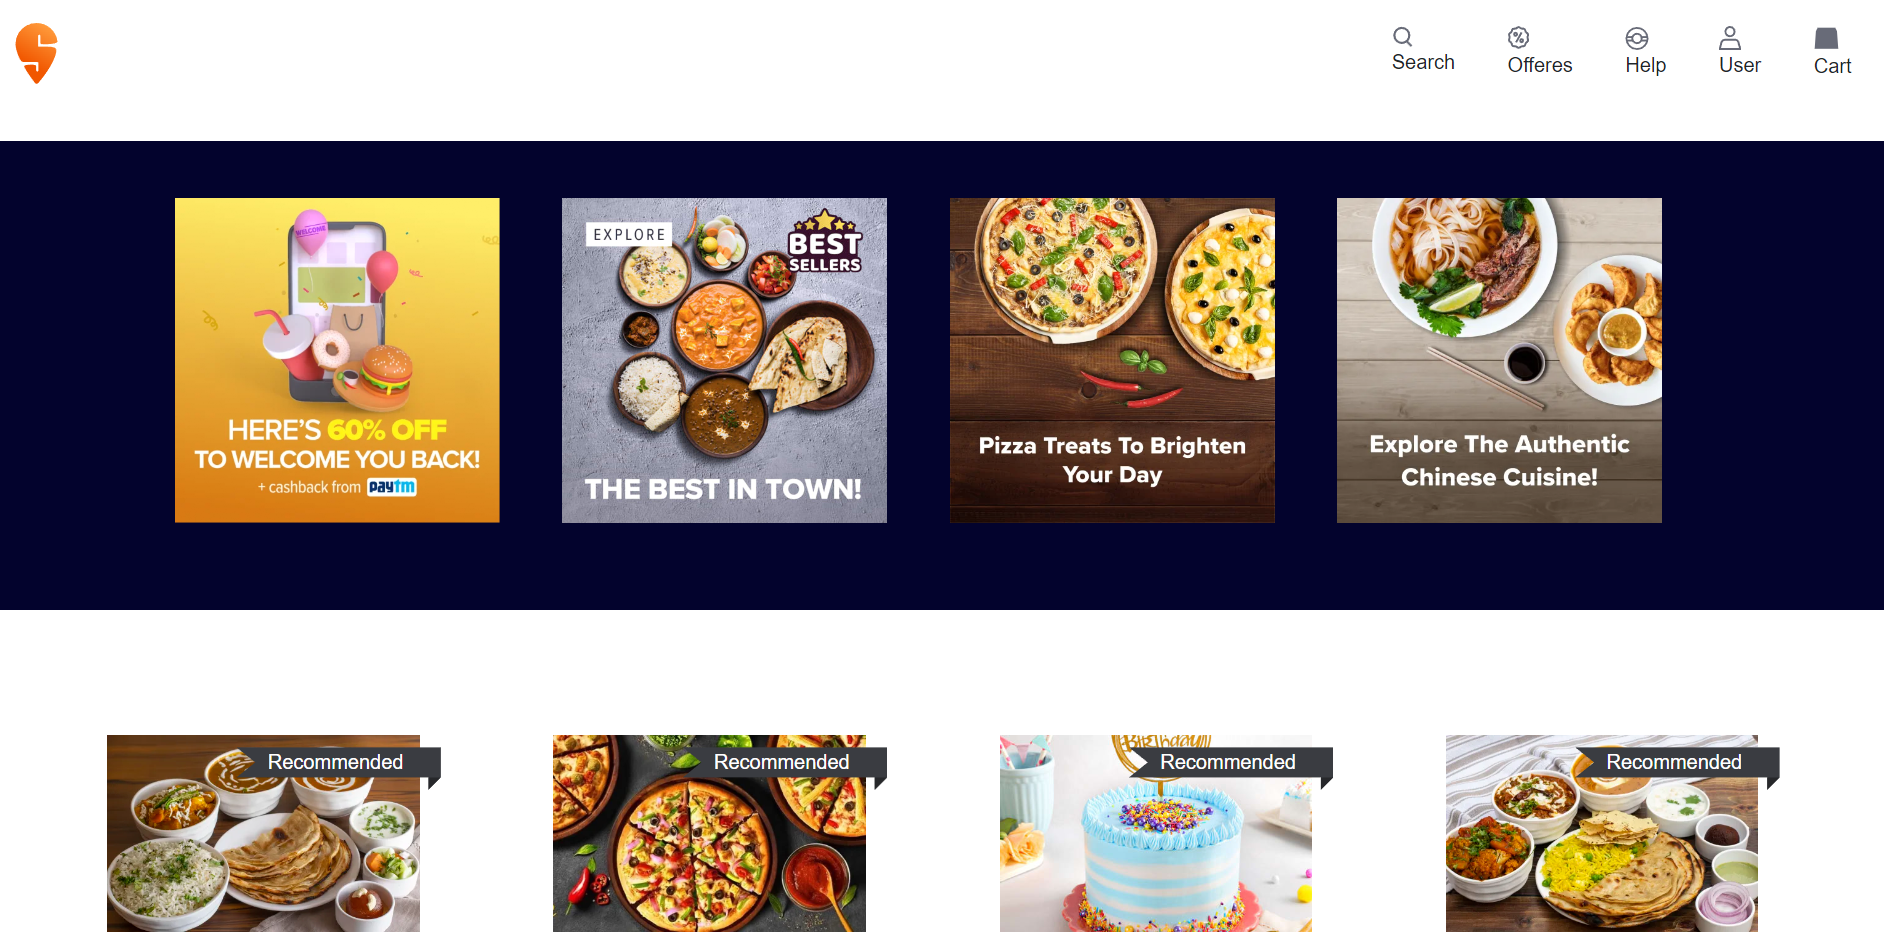 Search
Offeres
Help
User
Cart
WELCOME
HERE'S 60% OFF
TO WELCOME YOU BACK!
+ cashback from paytm
EXPLORE
BEST
SELLERS
THE BEST IN TOWN!
Pizza Treats To Brighten
Your Day
Explore The Authentic
Chinese Cuisine!
Recommended
Recommended
Birthday
Recommended
Recommended